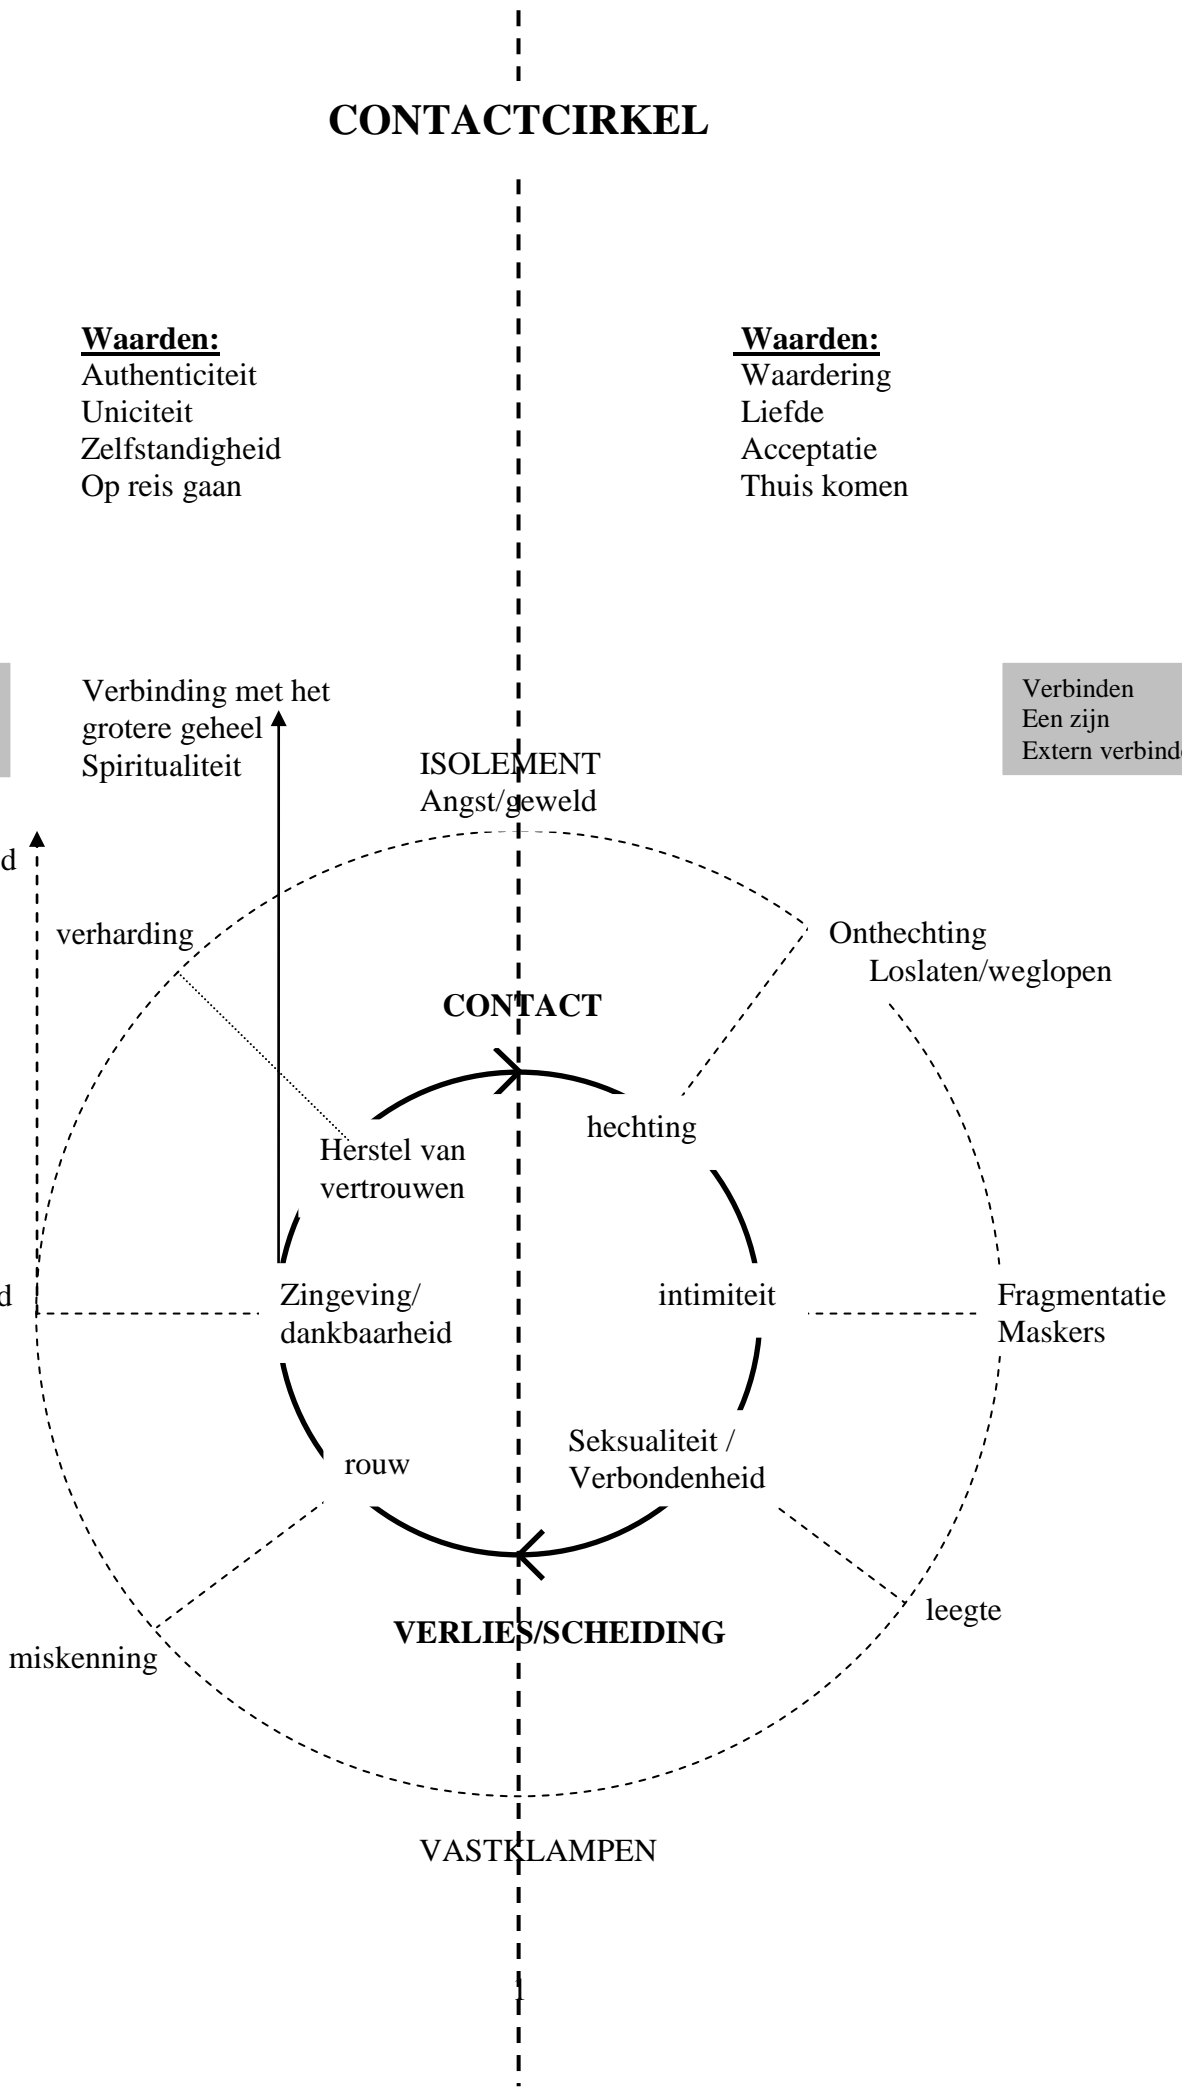 CONTACTCIRKEL
Waarden:
Authenticiteit
Uniciteit
Zelfstandigheid
Op reis gaan
Waarden:
Waardering
Liefde
Acceptatie
Thuis komen
Verbinding met het
grotere geheel
Spiritualiteit
Verbinden
Een zijn
Extern
ISOLEMENT
Angst/geweld
verharding
Onthechting
Loslaten/weglopen
CONTACT
hechting
Herstel van
vertrouwen
Zingeving/
dankbaarheid
intimiteit
Fragmentatie
Maskers
rouw
Seksualiteit /
Verbondenheid
leegte
VERLIES/SCHEIDING
miskenning
VASTKLAMPEN
1